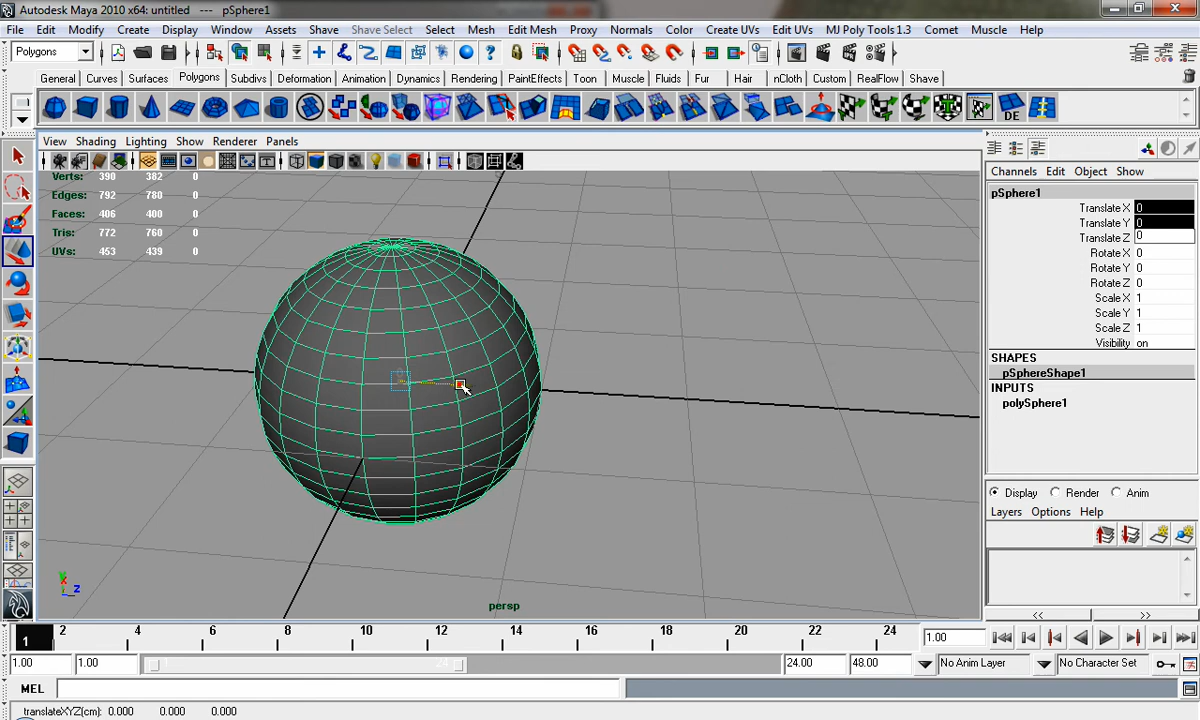 Autodesk Maya 2010 x64: untitled --- pSphere1
File Edit Modify Create Display Window Assets Shave Shave Select Select Mesh Edit Mesh Proxy Normals Color Create UVs Edit UVs MJ Poly Tools 1.3 Comet Muscle Help
Polygons
General Curves Surfaces Polygons Subdivs Deformation Animation Dynamics Rendering PaintEffects Toon Muscle Fluids Fur Hair nCloth Custom RealFlow Shave
DE
View Shading Lighting Show Renderer Panels
Verts: 390 382 0
Edges: 792 780 0
Faces: 406 400 0
Tris: 772 760 0
UVs: 453 439 0
persp
Channels Edit Object Show
pSphere1
Translate X 0
Translate Y 0
Translate Z 0
Rotate X 0
Rotate Y 0
Rotate Z 0
Scale X 1
Scale Y 1
Scale Z 1
Visibility on
SHAPES
pSphereShape1
INPUTS
polySphere1
Display Render Anim
Layers Options Help
1 2 4 6 8 10 12 14 16 18 20 22 24 1.00
1.00 1.00 1 24 24.00 48.00 No Anim Layer No Character Set
MEL
translateXYZ(cm): 0.000 0.000 0.000